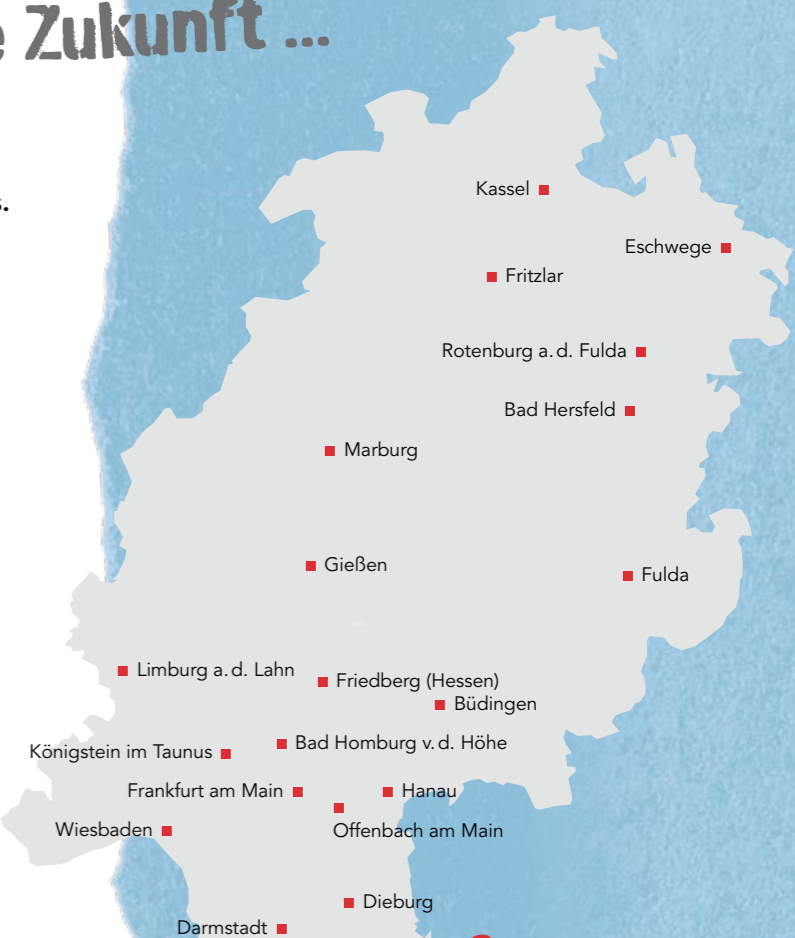 e Zukunft ...
s.
Kassel
Eschwege
Fritzlar
Rotenburg a. d. Fulda
Bad Hersfeld
Marburg
Gießen
Fulda
Limburg a. d. Lahn
Friedberg (Hessen)
Büdingen
Bad Homburg v. d. Höhe
Königstein im Taunus
Frankfurt am Main
Hanau
Offenbach am Main
Wiesbaden
Dieburg
Darmstadt